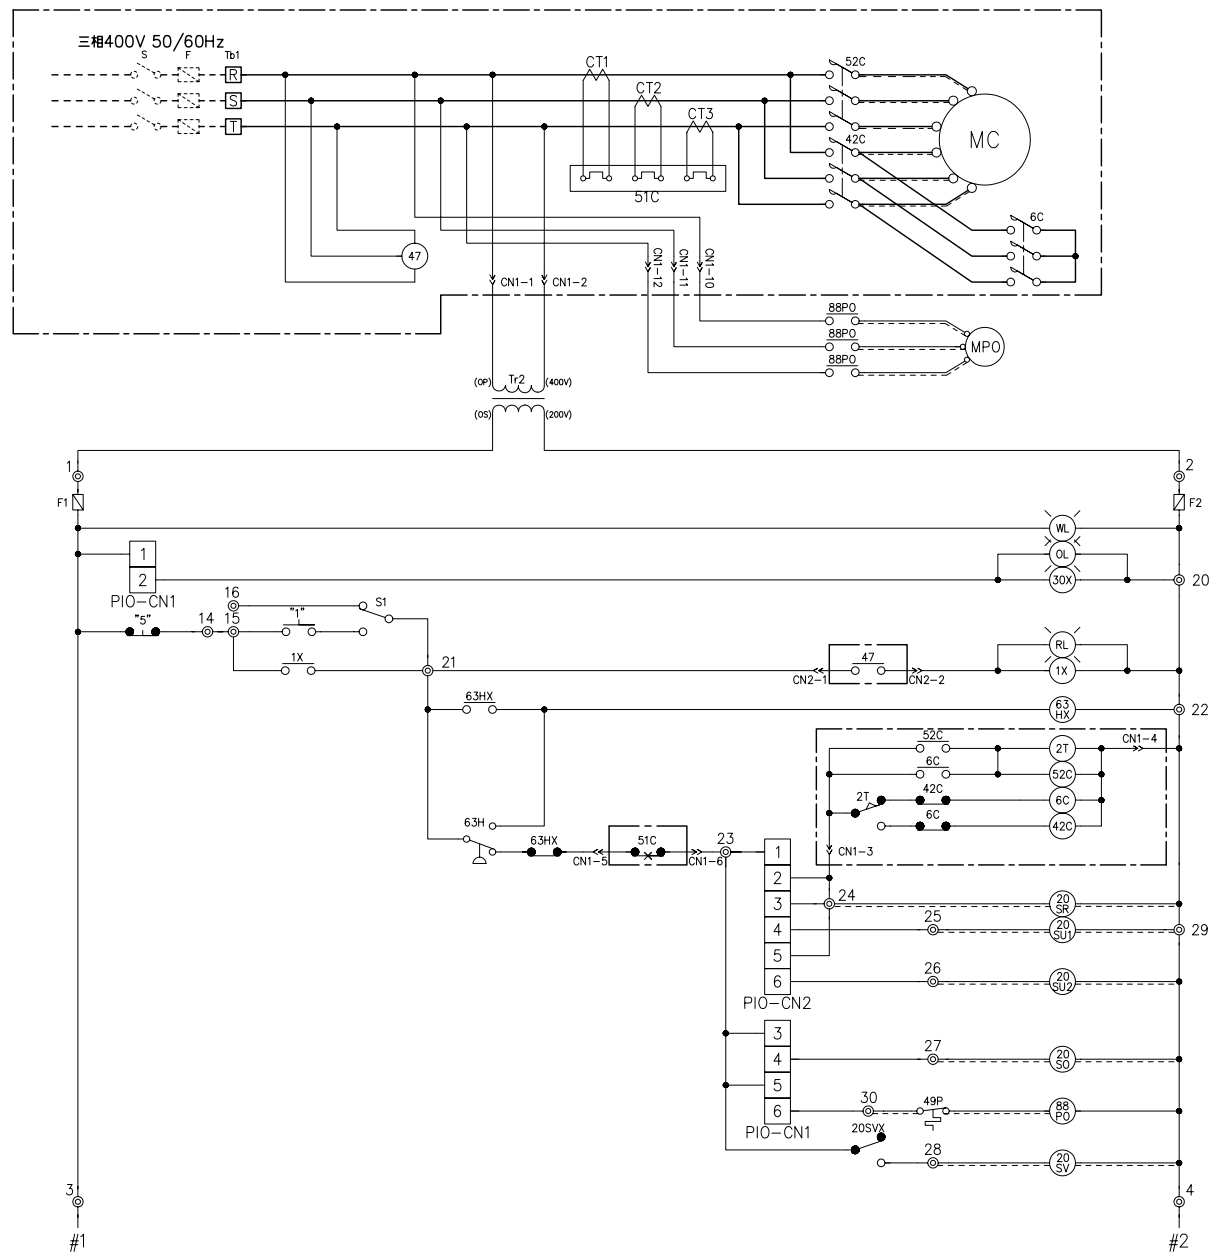 三相400V 50/60Hz
S F Tb1
R
S
T
CT1
CT2
CT3
51C
52C
42C
MC
6C
47
CN1-1 CN1-2
CN1-12
CN1-11
CN1-10
88PO
88PO
88PO
MPO
(OP) Tr2 (400V)
(OS) (200V)
1 2
F1 F2
WL
OL
1
2
PIO-CN1
30X 20
16
S1
"5" 14 15 "1"
RL
1X
21
47
1X
CN2-1 CN2-2
63HX
63
HX
22
52C
2T
CN1-4
6C
52C
2T
42C
6C
6C
42C
63H
63HX
51C
23
CN1-5 CN1-6
CN1-3
1
2
3
4
5
6
PIO-CN2
24
20
SR
25
20
SU1
29
26
20
SU2
3
4
5
6
PIO-CN1
27
20
SO
30
49P
88
PO
20SVX
28
20
SV
3 4
#1 #2